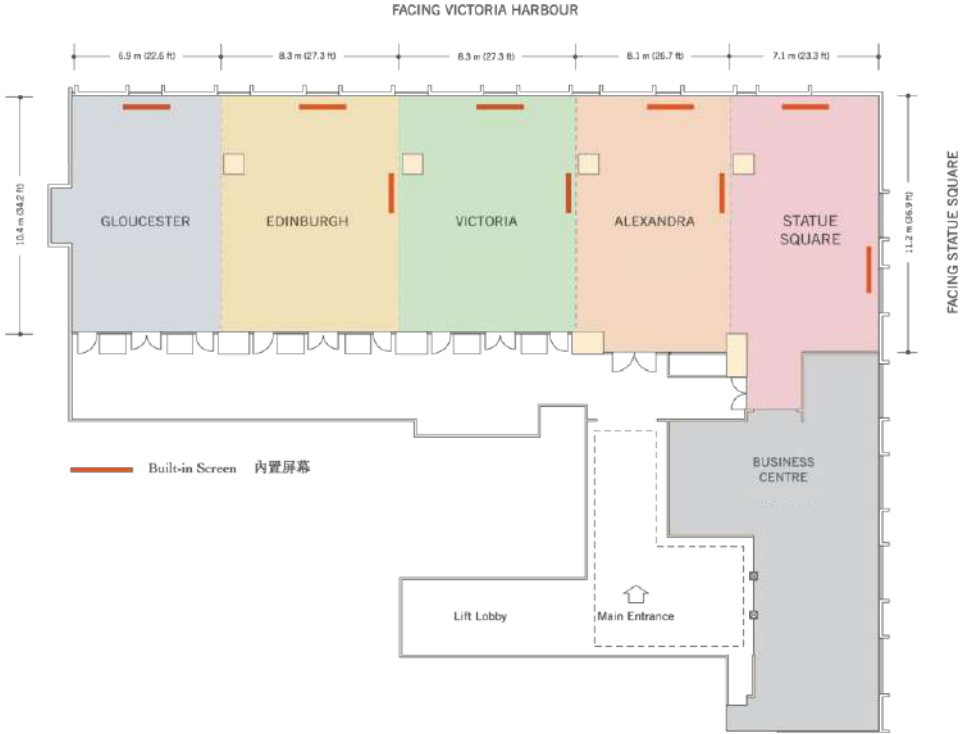 FACING VICTORIA HARBOUR
6.9 m (22.6 ft)
8.3 m (27.3 ft)
8.3 m (27.3 ft)
8.1 m (26.7 ft)
7.1 m (23.3 ft)
10.4 m (34.2 ft)
GLOUCESTER
EDINBURGH
VICTORIA
ALEXANDRA
STATUE
SQUARE
11.2 m (36.9 ft)
FACING STATUE SQUARE
Built-in Screen 內置屏幕
BUSINESS
CENTRE
Lift Lobby
Main Entrance